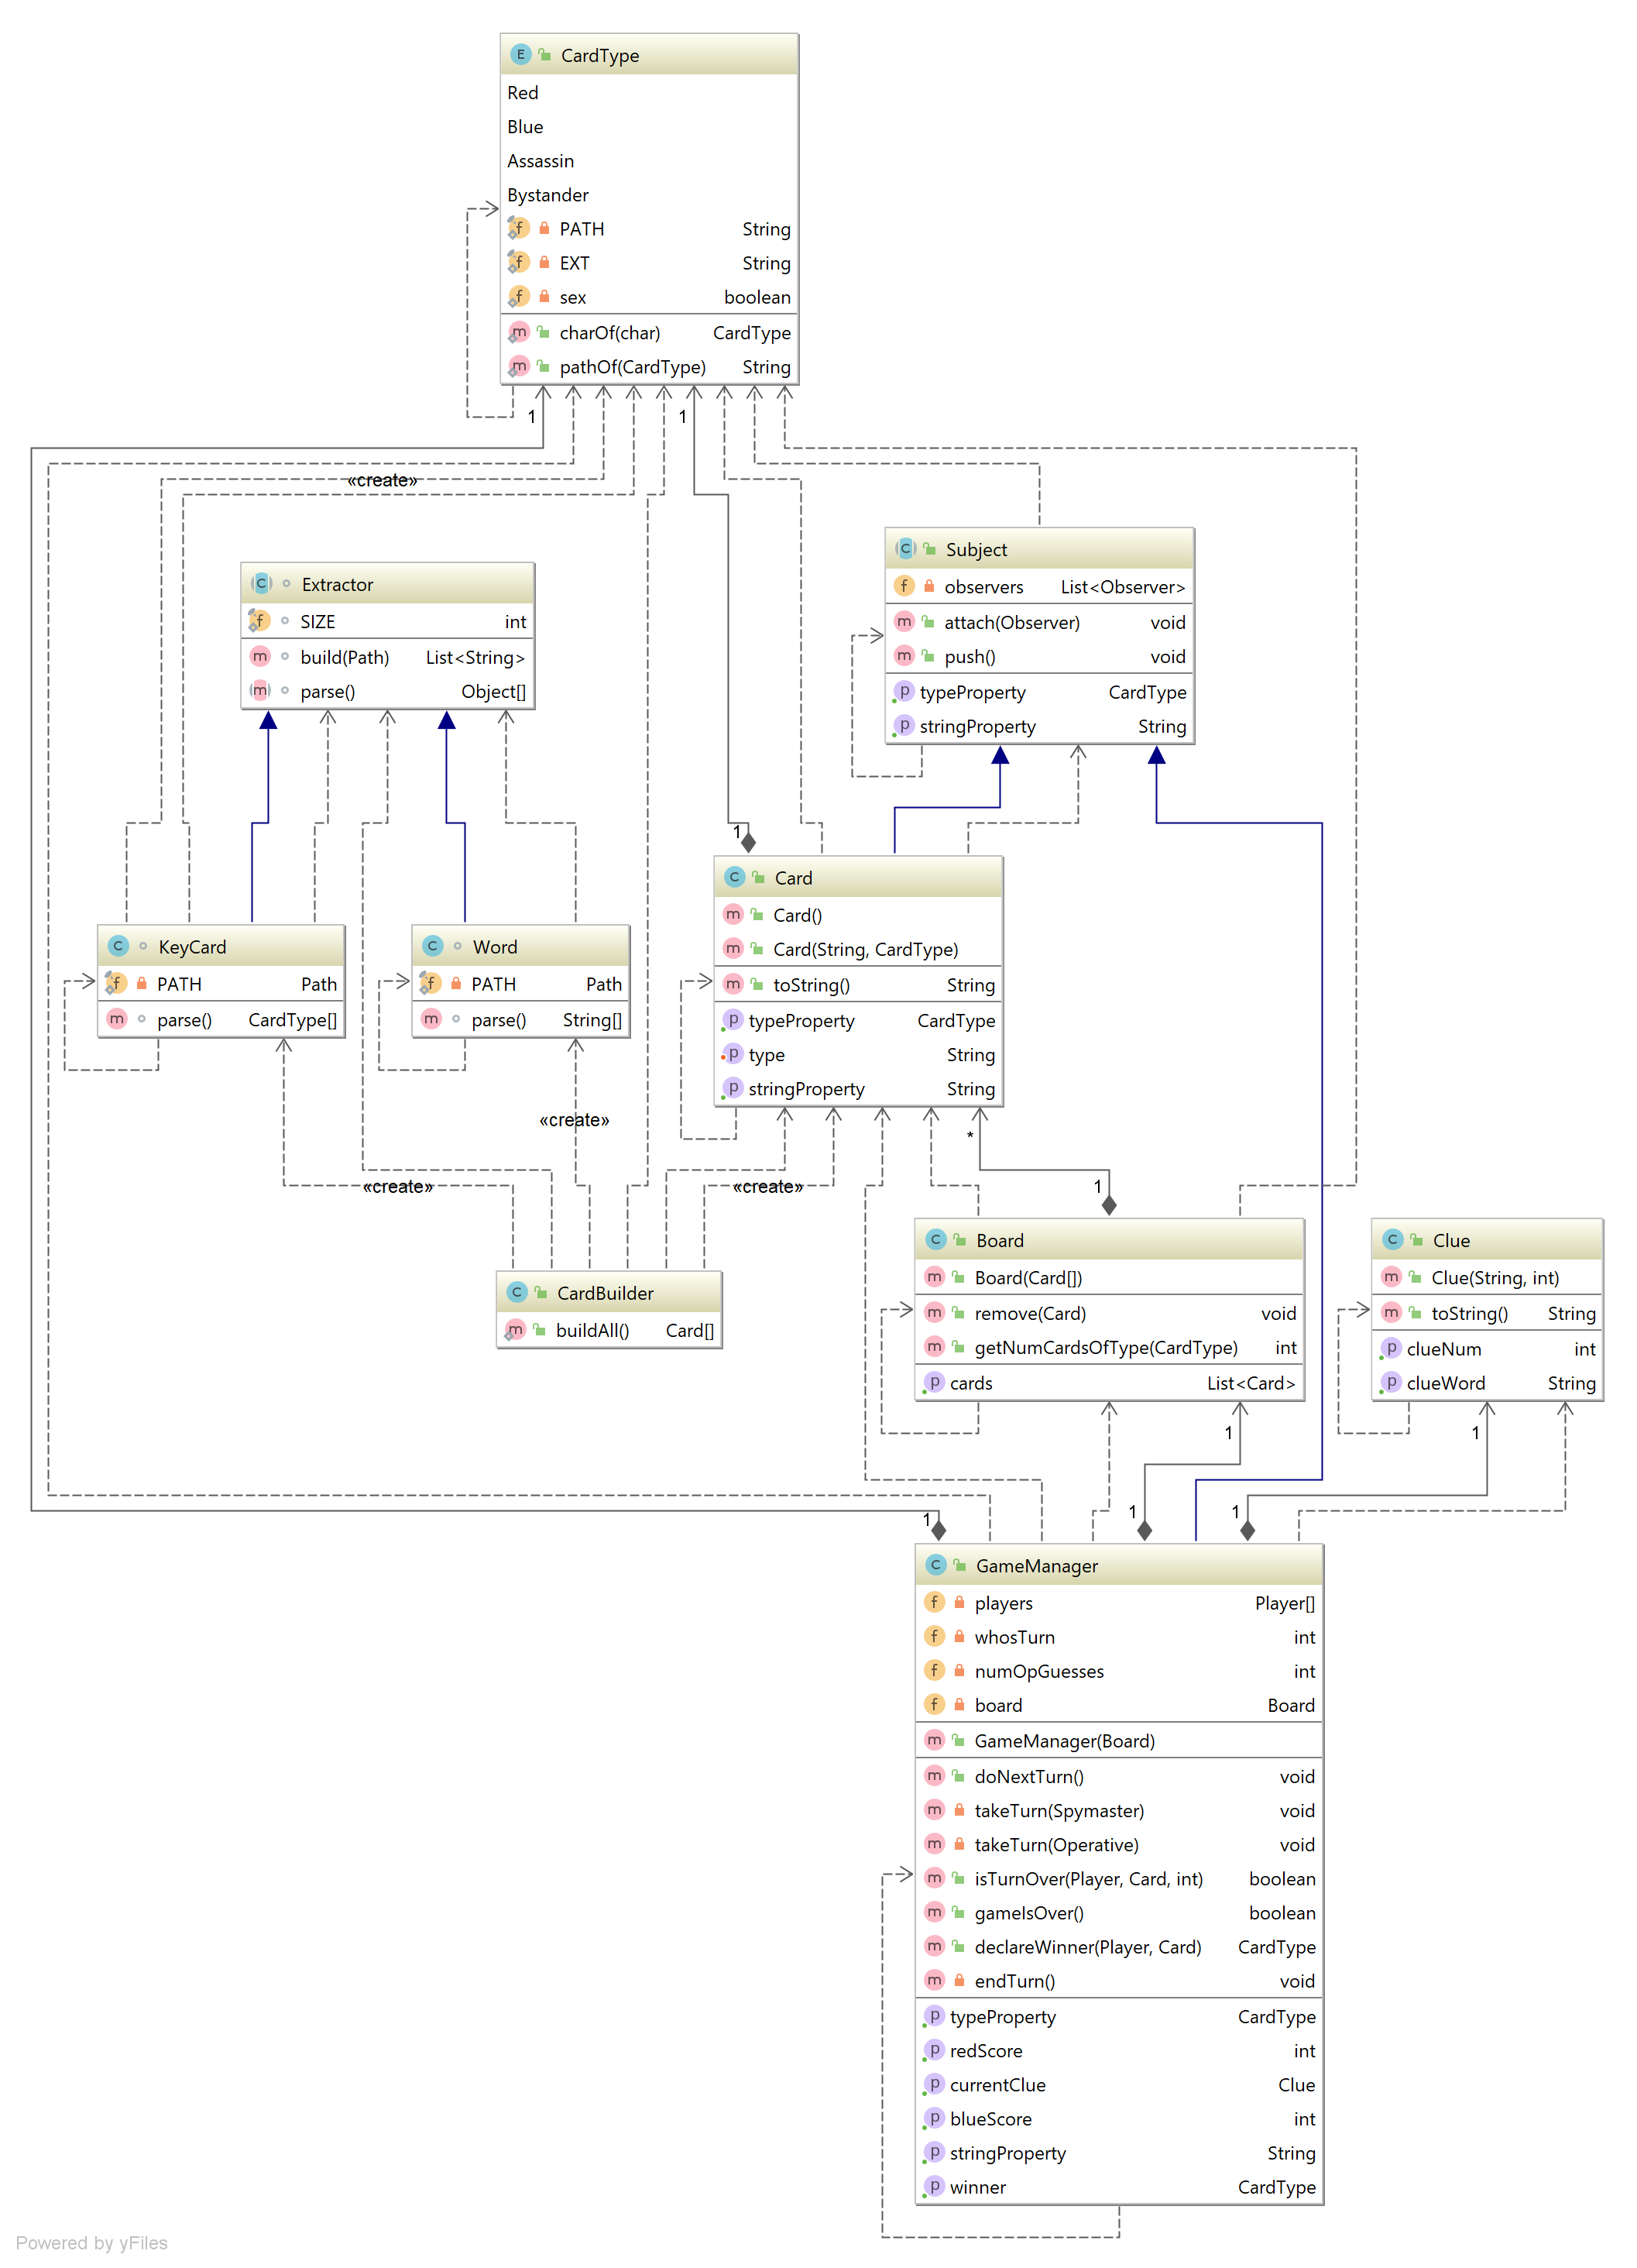 E CardType
Red
Blue
Assassin
Bystander
f PATH String
f EXT String
f sex boolean
m charOf(char) CardType
m pathOf(CardType) String
1
1
«create»
C Subject
f observers List<Observer>
m attach(Observer) void
m push() void
p typeProperty CardType
p stringProperty String
C Extractor
f SIZE int
m build(Path) List<String>
m parse() Object[]
1
C Card
m Card()
m Card(String, CardType)
m toString() String
p typeProperty CardType
p type String
p stringProperty String
C KeyCard
f PATH Path
m parse() CardType[]
C Word
f PATH Path
m parse() String[]
«create»
*
«create»
«create»
1
C Board
m Board(Card[])
m remove(Card) void
m getNumCardsOfType(CardType) int
p cards List<Card>
C Clue
m Clue(String, int)
m toString() String
p clueNum int
p clueWord String
C CardBuilder
m buildAll() Card[]
1
1
1
1
1
C GameManager
f players Player[]
f whosTurn int
f numOpGuesses int
f board Board
m GameManager(Board)
m doNextTurn() void
m takeTurn(Spymaster) void
m takeTurn(Operative) void
m isTurnOver(Player, Card, int) boolean
m gameIsOver() boolean
m declareWinner(Player, Card) CardType
m endTurn() void
p typeProperty CardType
p redScore int
p currentClue Clue
p blueScore int
p stringProperty String
p winner CardType
Powered by yFiles